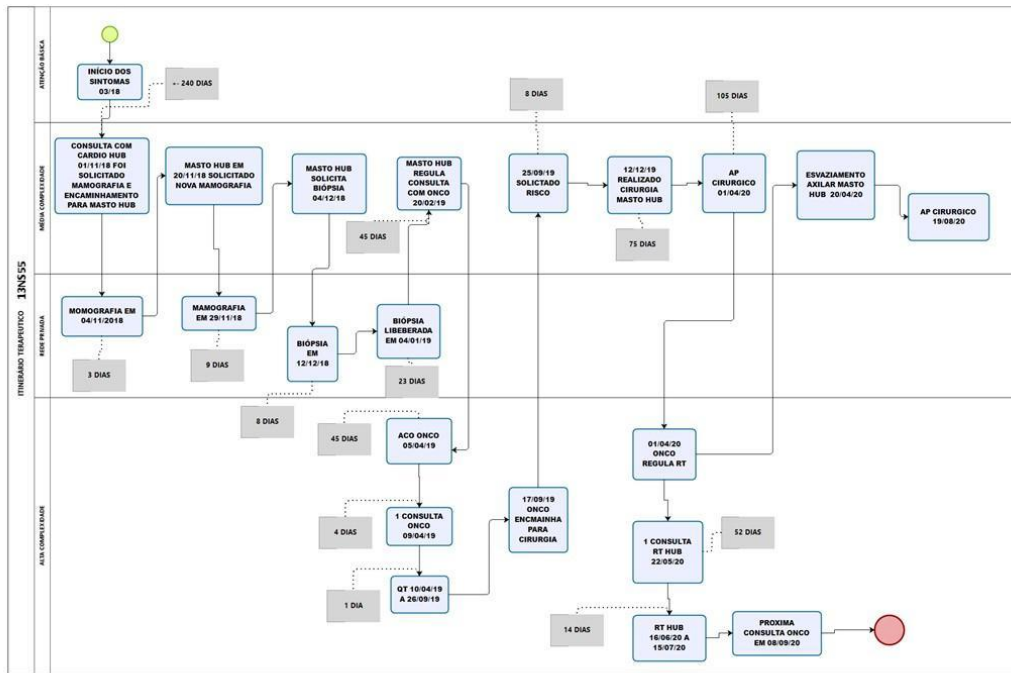 ITINERÁRIO TERAPEUTICO 13NS55
ATENÇÃO BÁSICA
INÍCIO DOS
SINTOMAS
03/18
-- 240 DIAS
8 DIAS
105 DIAS
MÉDIA COMPLEXIDADE
CONSULTA COM
CARDIO HUB
01/11/18 FOI
SOLICITADO
MAMOGRAFIA E
ENCAMINHAMENTO
PARA MASTO HUB
MASTO HUB EM
20/11/18 SOLICITADO
NOVA MAMOGRAFIA
MASTO HUB
SOLICITA
BIÓPSIA
04/12/18
MASTO HUB
REGULA
CONSULTA
COM ONCO
20/02/19
45 DIAS
25/09/19
SOLICTADO
RISCO
12/12/19
REALIZADO
CIRURGIA
MASTO HUB
75 DIAS
AP
CIRURGICO
01/04/20
ESVAZIAMENTO
AXILAR MASTO
HUB 20/04/20
AP CIRURGICO
19/08/20
REDE PRIVADA
MOMOGRAFIA EM
04/11/2018
3 DIAS
MAMOGRAFIA
EM 29/11/18
9 DIAS
BIÓPSIA
EM
12/12/18
8 DIAS
BIÓPSIA
LIBEBERADA
EM 04/01/19
23 DIAS
ALTA COMPLEXIDADE
45 DIAS
ACO ONCO
05/04/19
4 DIAS
1 CONSULTA
ONCO
09/04/19
1 DIA
QT 10/04/19
A 26/09/19
17/09/19
ONCO
ENCMAINHA
PARA
CIRURGIA
01/04/20
ONCO
REGULA RT
1 CONSULTA
RT HUB
22/05/20
52 DIAS
14 DIAS
RT HUB
16/06/20 A
15/07/20
PROXIMA
CONSULTA ONCO
EM 08/09/20